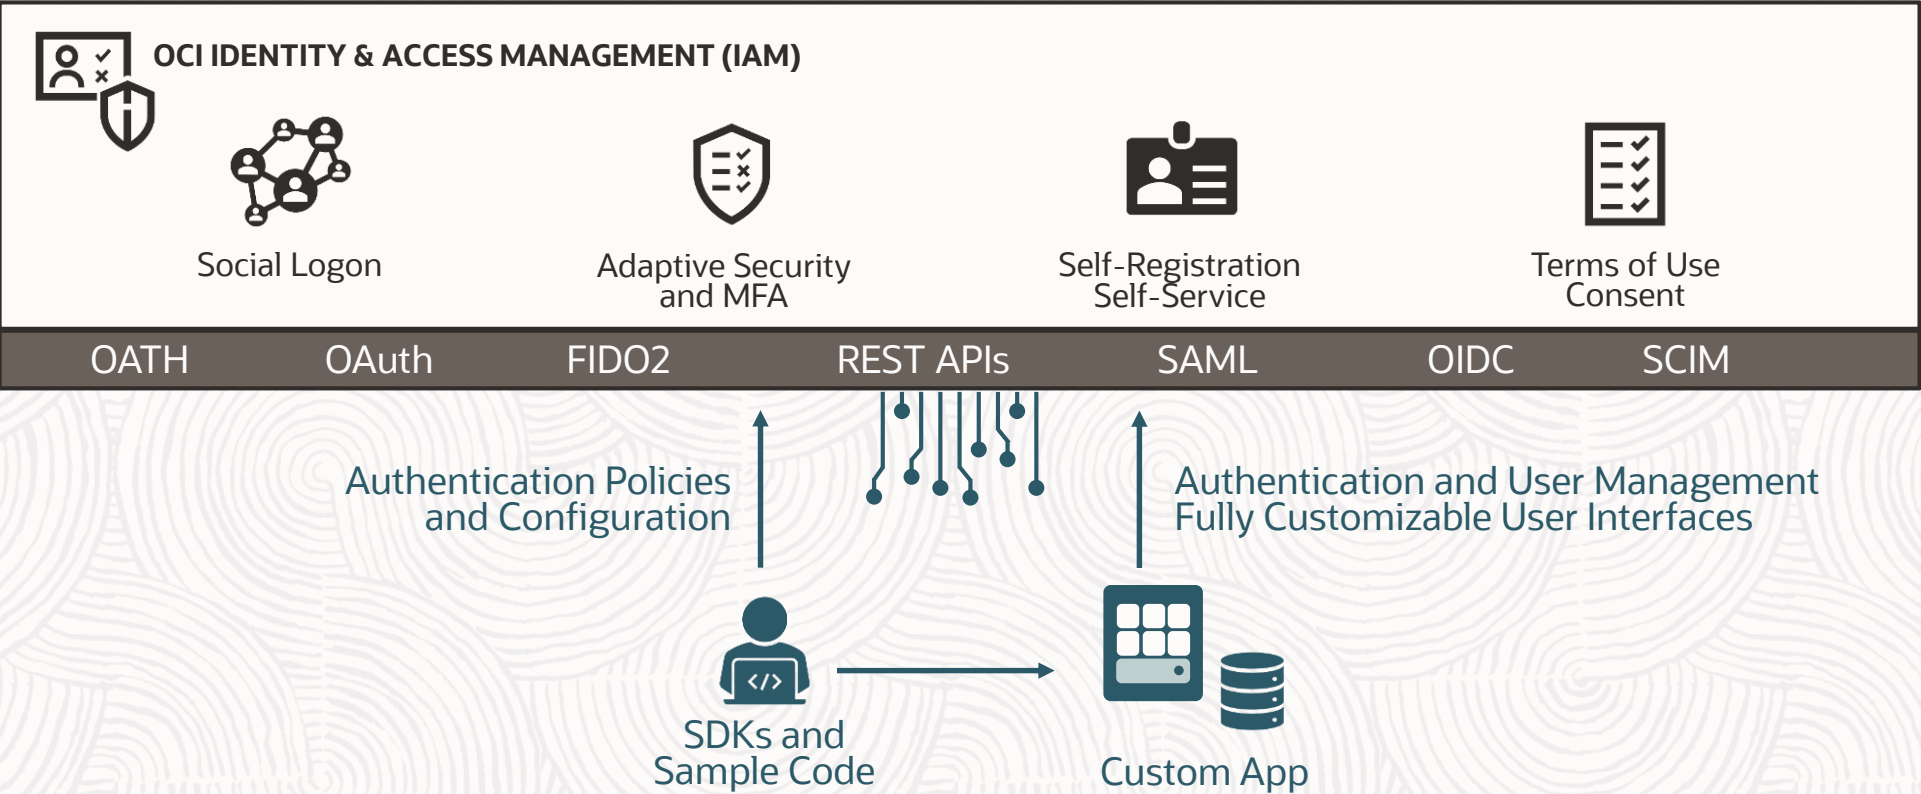 OCI IDENTITY & ACCESS MANAGEMENT (IAM)
Social Logon
Adaptive Security
and MFA
Self-Registration
Self-Service
Terms of Use
Consent
OATH
OAuth
FIDO2
REST APIs
SAML
OIDC
SCIM
Authentication Policies
and Configuration
Authentication and User Management
Fully Customizable User Interfaces
</>
SDKs and
Sample Code
Custom App